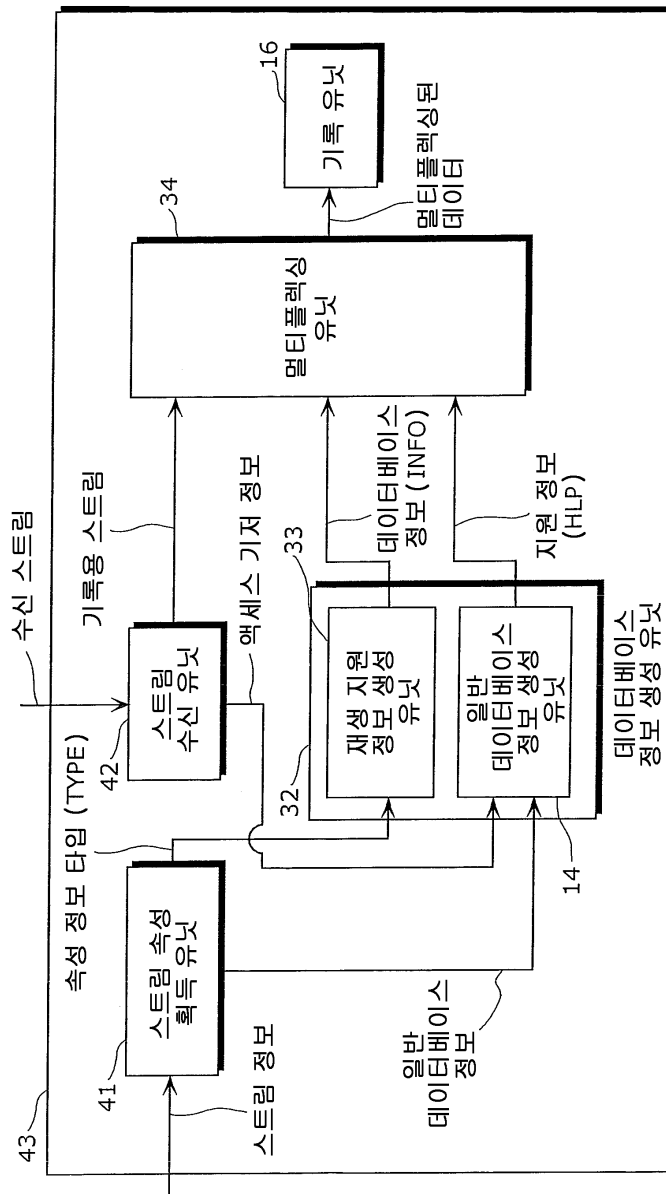 43
스트림 정보
41
스트림 속성
획득 유닛
속성 정보 타입 (TYPE)
수신 스트림
42
스트림
수신 유닛
기록용 스트림
액세스 기저 정보
일반
데이터베이스
정보
32
33
재생 지원
정보 생성
유닛
14
일반
데이터베이스
정보 생성
유닛
데이터베이스
정보 생성 유닛
데이터베이스
정보 (INFO)
지원 정보
(HLP)
34
멀티플렉싱
유닛
멀티플렉싱된
데이터
16
기록 유닛